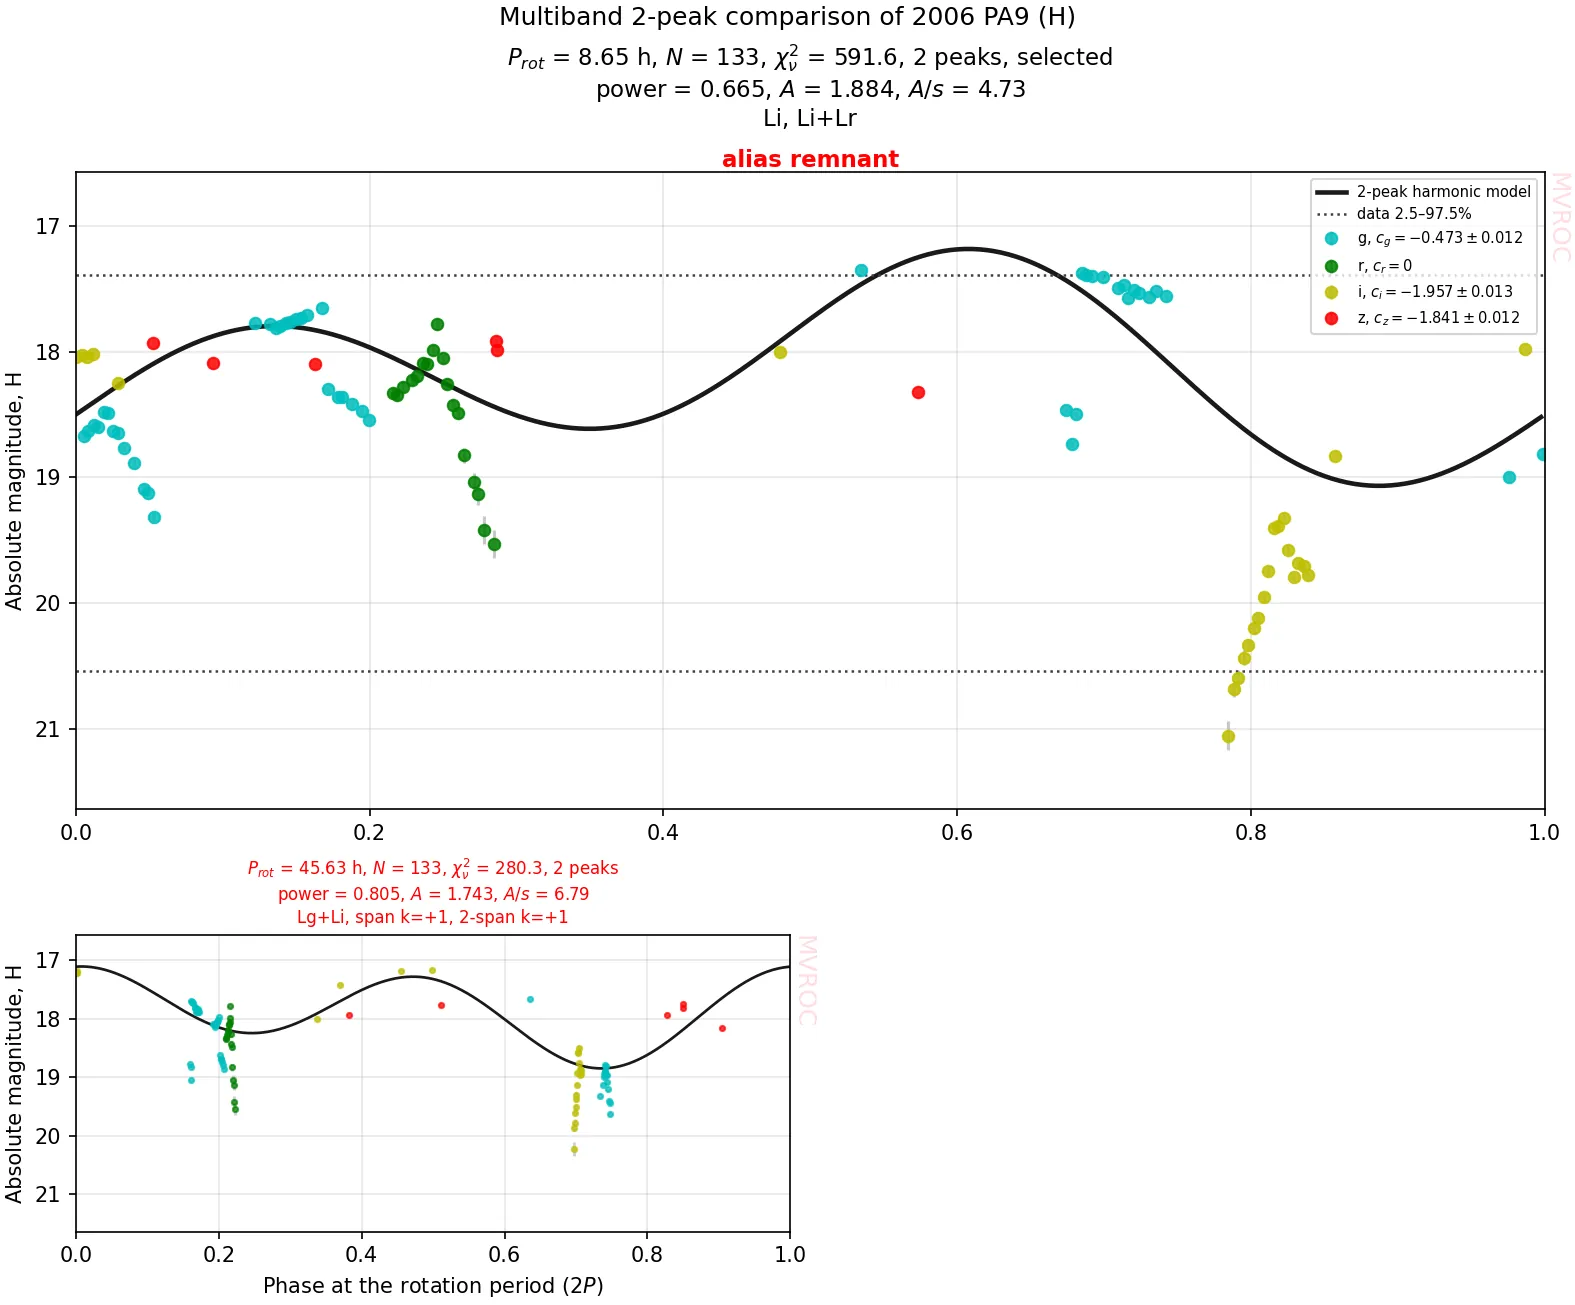 Multiband 2-peak comparison of 2006 PA9 (H)
P_rot = 8.65 h, N = 133, χ²_ν = 591.6, 2 peaks, selected
power = 0.665, A = 1.884, A/s = 4.73
Li, Li+Lr
alias remnant
Absolute magnitude, H
17
18
19
20
21
2-peak harmonic model
data 2.5–97.5%
g, c_g = −0.473 ± 0.012
r, c_r = 0
i, c_i = −1.957 ± 0.013
z, c_z = −1.841 ± 0.012
MVROC
0.0 0.2 0.4 0.6 0.8 1.0
P_rot = 45.63 h, N = 133, χ²_ν = 280.3, 2 peaks
power = 0.805, A = 1.743, A/s = 6.79
Lg+Li, span k=+1, 2-span k=+1
Absolute magnitude, H
17
18
19
20
21
MVROC
0.0 0.2 0.4 0.6 0.8 1.0
Phase at the rotation period (2P)